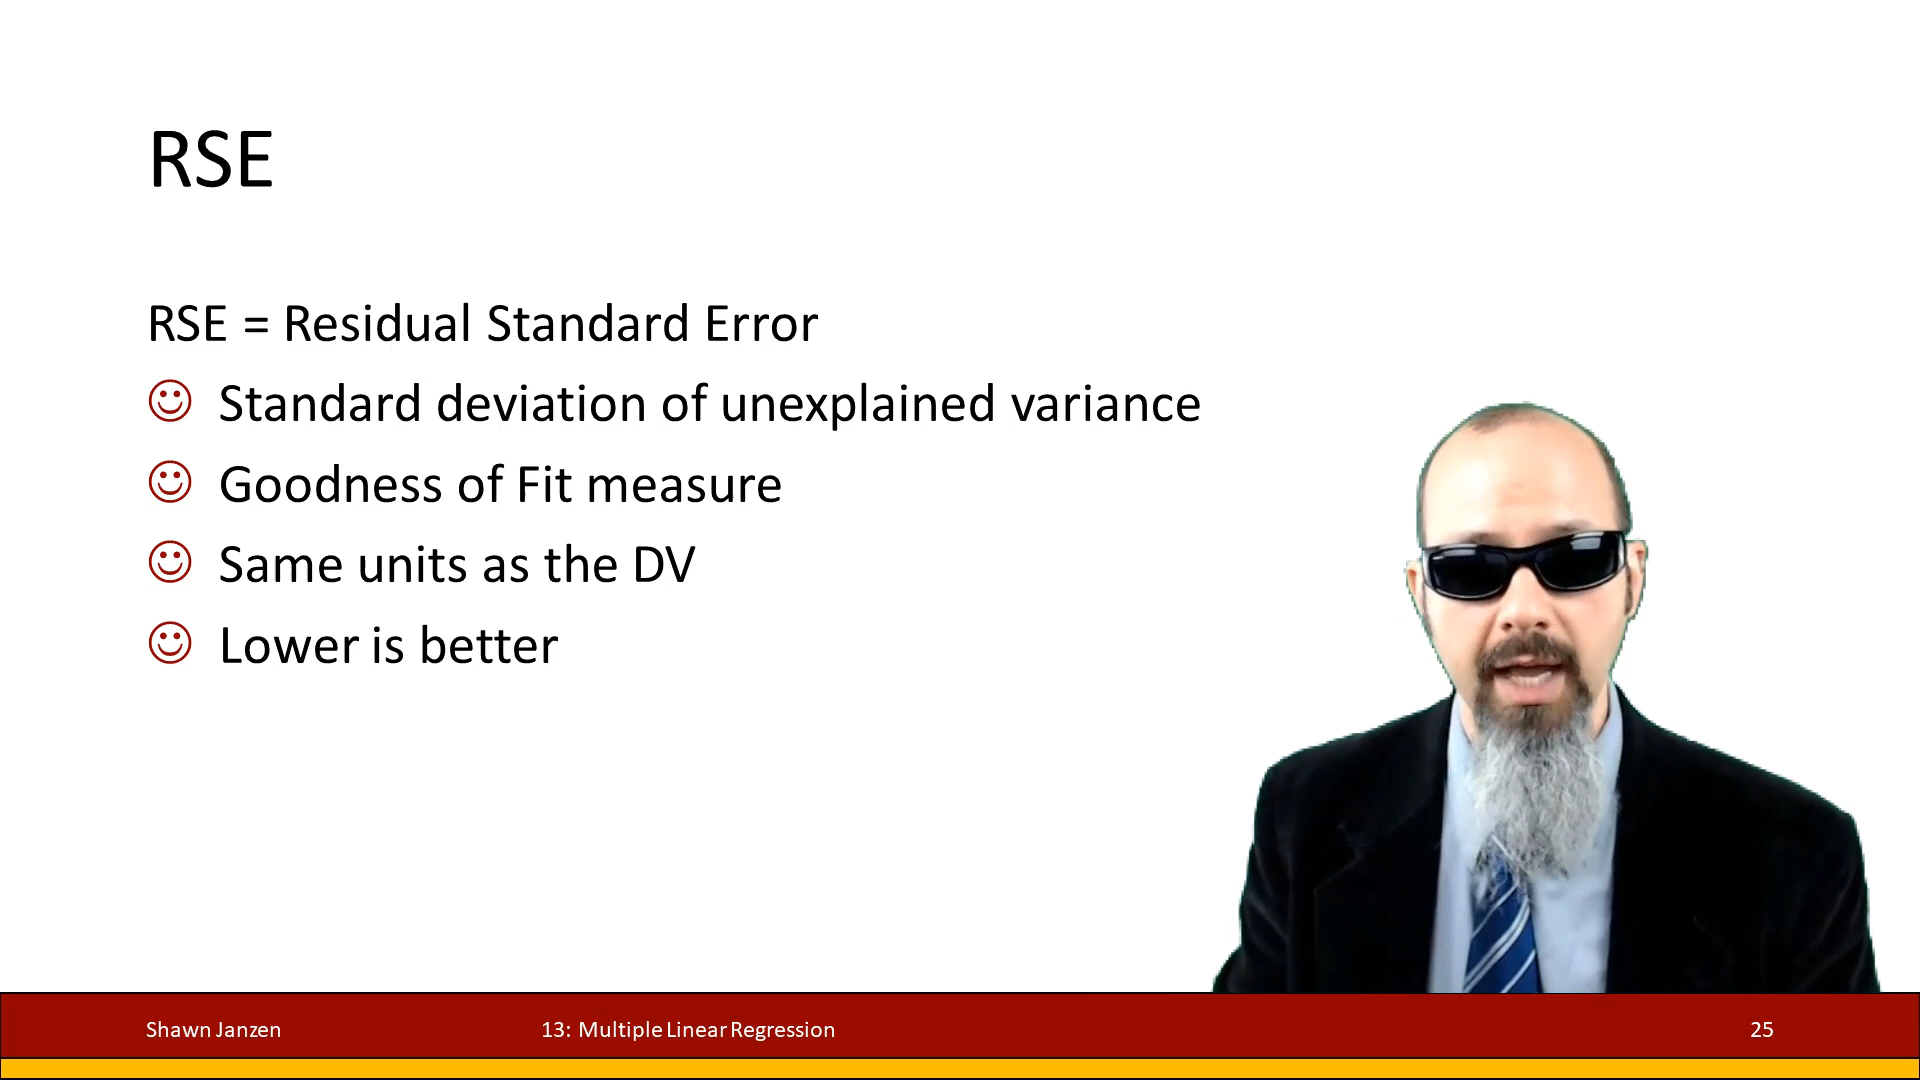 RSE
RSE = Residual Standard Error
Standard deviation of unexplained variance
Goodness of Fit measure
Same units as the DV
Lower is better
Shawn Janzen
13: Multiple Linear Regression
25